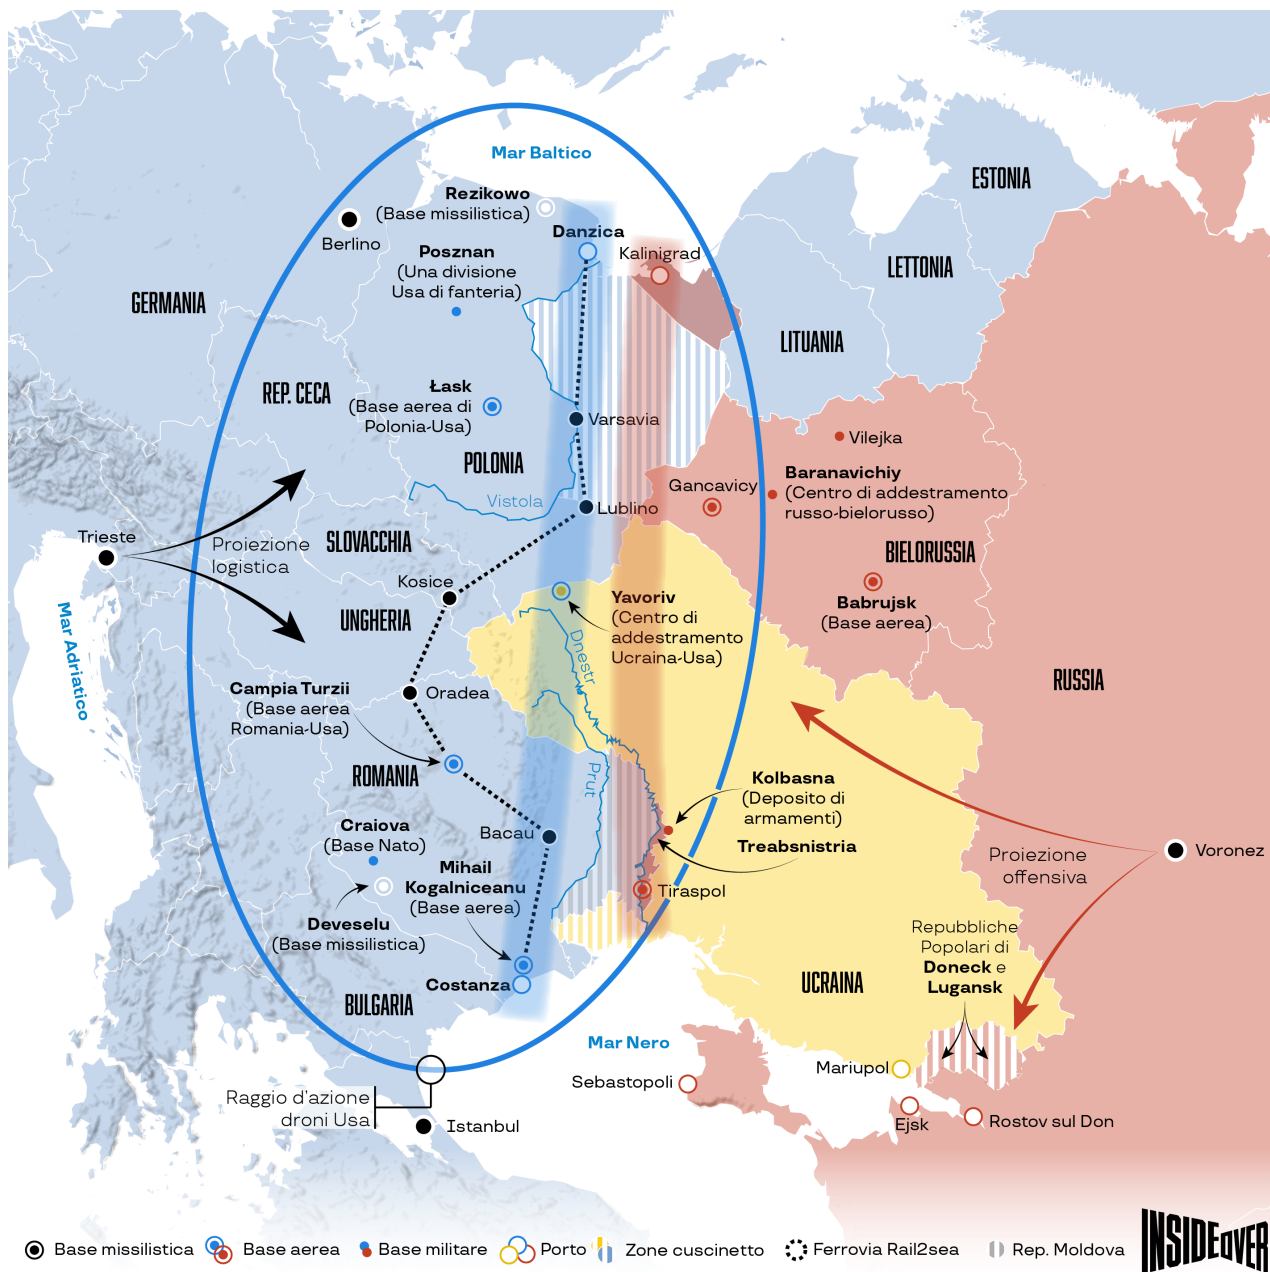 Mar Baltico
ESTONIA
Rezikowo
(Base missilistica)
Berlino
Danzica
Posznan
(Una divisione
Usa di fanteria)
Kalinigrad
LETTONIA
GERMANIA
LITUANIA
REP. CECA
Łask
(Base aerea di
Polonia-Usa)
Varsavia
Vilejka
POLONIA
Baranavichiy
(Centro di addestramento
russo-bielorusso)
Gancavicy
Vistola
Lublino
Trieste
Proiezione
logistica
SLOVACCHIA
BIELORUSSIA
Kosice
Babrujsk
(Base aerea)
Yavoriv
(Centro di
addestramento
Ucraina-Usa)
UNGHERIA
Mar Adriatico
Dnestr
RUSSIA
Campia Turzii
(Base aerea
Romania-Usa)
Oradea
ROMANIA
Prut
Kolbasna
(Deposito di
armamenti)
Craiova
(Base Nato)
Bacau
Treabsnistria
Voronez
Proiezione
offensiva
Mihail
Kogalniceanu
(Base aerea)
Tiraspol
Deveselu
(Base missilistica)
Repubbliche
Popolari di
Doneck e
Lugansk
Costanza
UCRAINA
BULGARIA
Mar Nero
Mariupol
Sebastopoli
Raggio d'azione
droni Usa
Istanbul
Ejsk
Rostov sul Don
Base missilistica
Base aerea
Base militare
Porto
Zone cuscinetto
Ferrovia Rail2sea
Rep. Moldova
INSIDEOVER